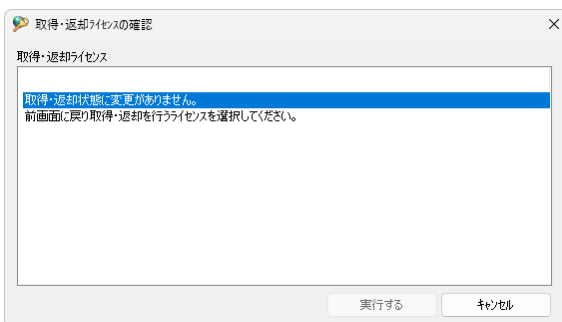 取得・返却ﾗｲｾﾝｽの確認
取得・返却ﾗｲｾﾝｽ
取得・返却状態に変更がありません。
前画面に戻り取得・返却を行うﾗｲｾﾝｽを選択してください。
実行する
ｷｬﾝｾﾙ